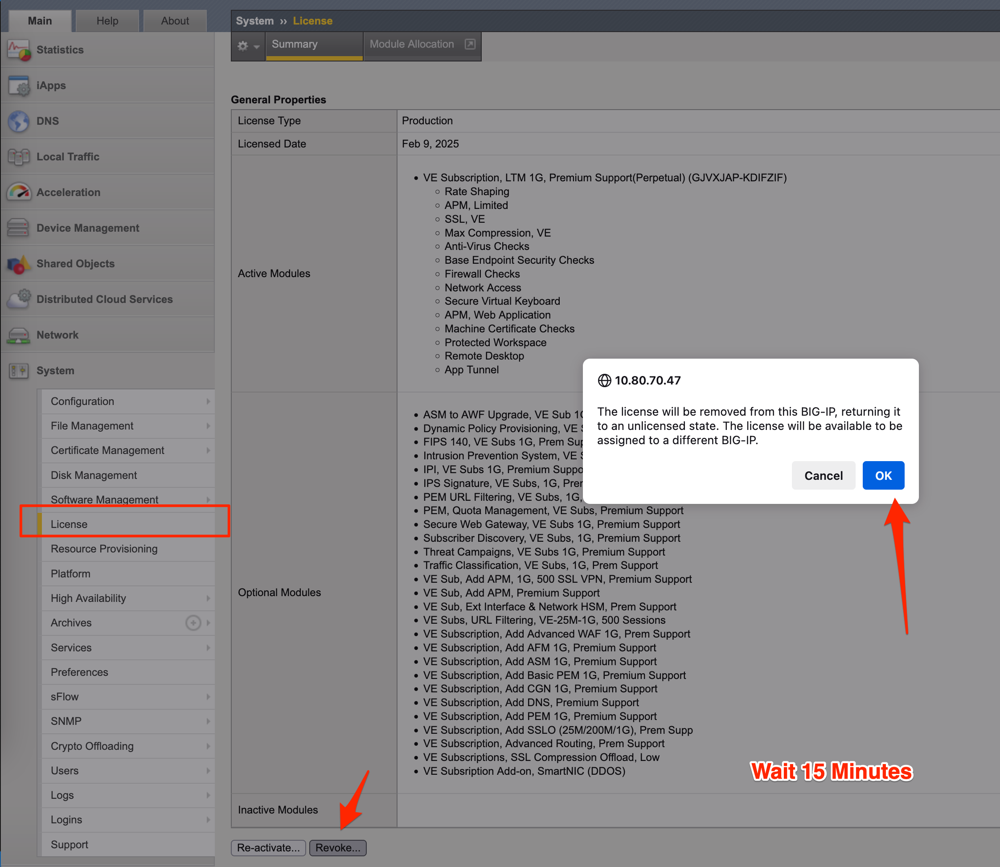 Main
Help
About
System » License
Summary
Module Allocation
Statistics
iApps
DNS
Local Traffic
Acceleration
Device Management
Shared Objects
Distributed Cloud Services
Network
System
Configuration
File Management
Certificate Management
Disk Management
Software Management
License
Resource Provisioning
Platform
High Availability
Archives
Services
Preferences
sFlow
SNMP
Crypto Offloading
Users
Logs
Logins
Support
General Properties
License Type
Production
Licensed Date
Feb 9, 2025
Active Modules
VE Subscription, LTM 1G, Premium Support(Perpetual) (GJVXJAP-KDIFZIF)
Rate Shaping
APM, Limited
SSL, VE
Max Compression, VE
Anti-Virus Checks
Base Endpoint Security Checks
Firewall Checks
Network Access
Secure Virtual Keyboard
APM, Web Application
Machine Certificate Checks
Protected Workspace
Remote Desktop
App Tunnel
Optional Modules
ASM to AWF Upgrade, VE Sub
Dynamic Policy Provisioning, VE
FIPS 140, VE Subs 1G, Prem
Intrusion Prevention System, VE
IPI, VE Subs 1G, Premium
IPS Signature, VE Subs, 1G,
PEM URL Filtering, VE Subs, 1G,
PEM, Quota Management, VE Subs, Premium Support
Secure Web Gateway, VE Subs 1G, Premium Support
Subscriber Discovery, VE Subs, 1G, Premium Support
Threat Campaigns, VE Subs 1G, Premium Support
Traffic Classification, VE Subs, 1G, Prem Support
VE Sub, Add APM, 1G, 500 SSL VPN, Premium Support
VE Sub, Add APM, Premium Support
VE Sub, Ext Interface & Network HSM, Prem Support
VE Subs, URL Filtering, VE-25M-1G, 500 Sessions
VE Subscription, Add Advanced WAF 1G, Prem Support
VE Subscription, Add AFM 1G, Premium Support
VE Subscription, Add ASM 1G, Premium Support
VE Subscription, Add Basic PEM 1G, Premium Support
VE Subscription, Add CGN 1G, Premium Support
VE Subscription, Add DNS, Premium Support
VE Subscription, Add PEM 1G, Premium Support
VE Subscription, Add SSLO (25M/200M/1G), Prem Supp
VE Subscription, Advanced Routing, Prem Support
VE Subscriptions, SSL Compression Offload, Low
VE Subsription Add-on, SmartNIC (DDOS)
Inactive Modules
Re-activate...
Revoke...
10.80.70.47
The license will be removed from this BIG-IP, returning it
to an unlicensed state. The license will be available to be
assigned to a different BIG-IP.
Cancel
OK
Wait 15 Minutes